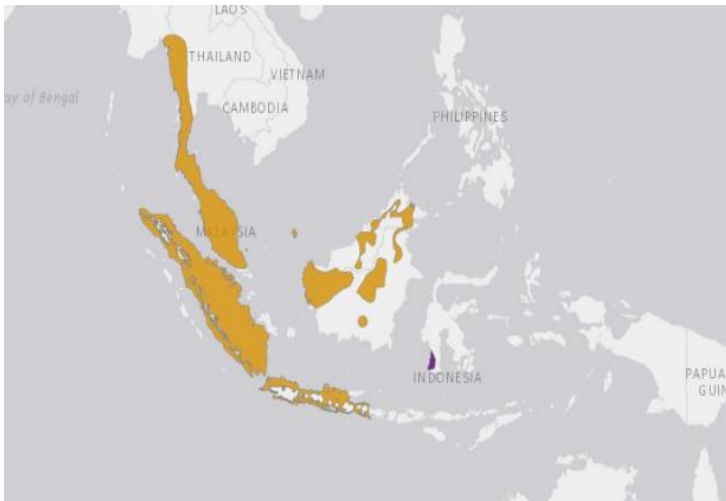 LAOS
THAILAND
VIETNAM
ay of Bengal
CAMBODIA
PHILIPPINES
MALAYSIA
INDONESIA
PAPUA
GUIN